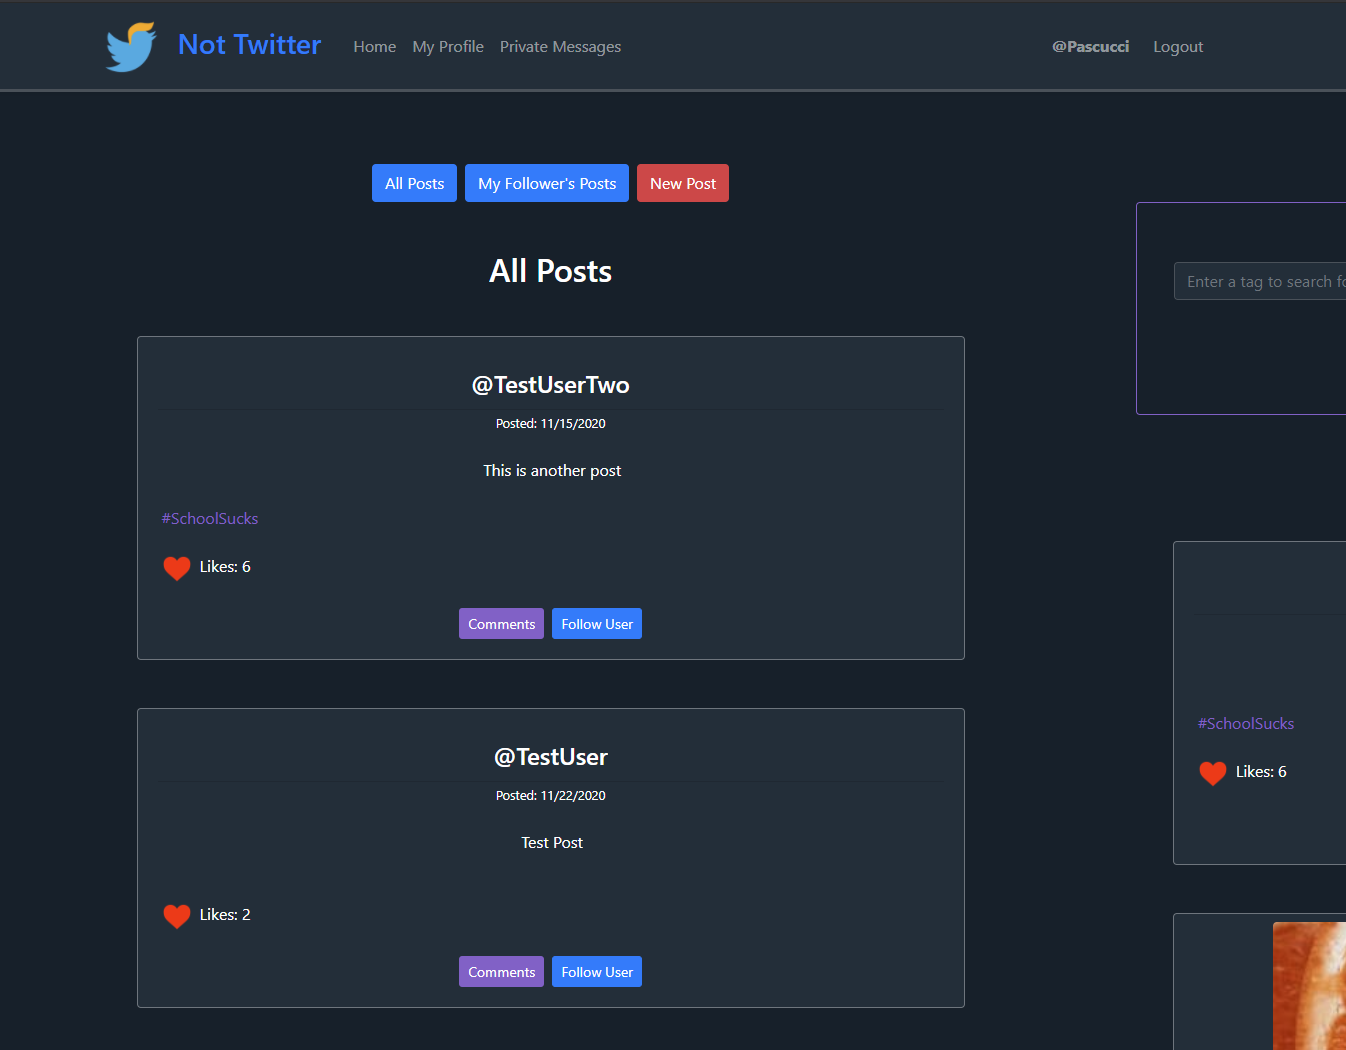 Not Twitter Home My Profile Private Messages @Pascucci Logout
All Posts My Follower's Posts New Post
All Posts
@TestUserTwo
Posted: 11/15/2020
This is another post
#SchoolSucks
Likes: 6
Comments Follow User
@TestUser
Posted: 11/22/2020
Test Post
Likes: 2
Comments Follow User
Enter a tag to search
#SchoolSucks
Likes: 6